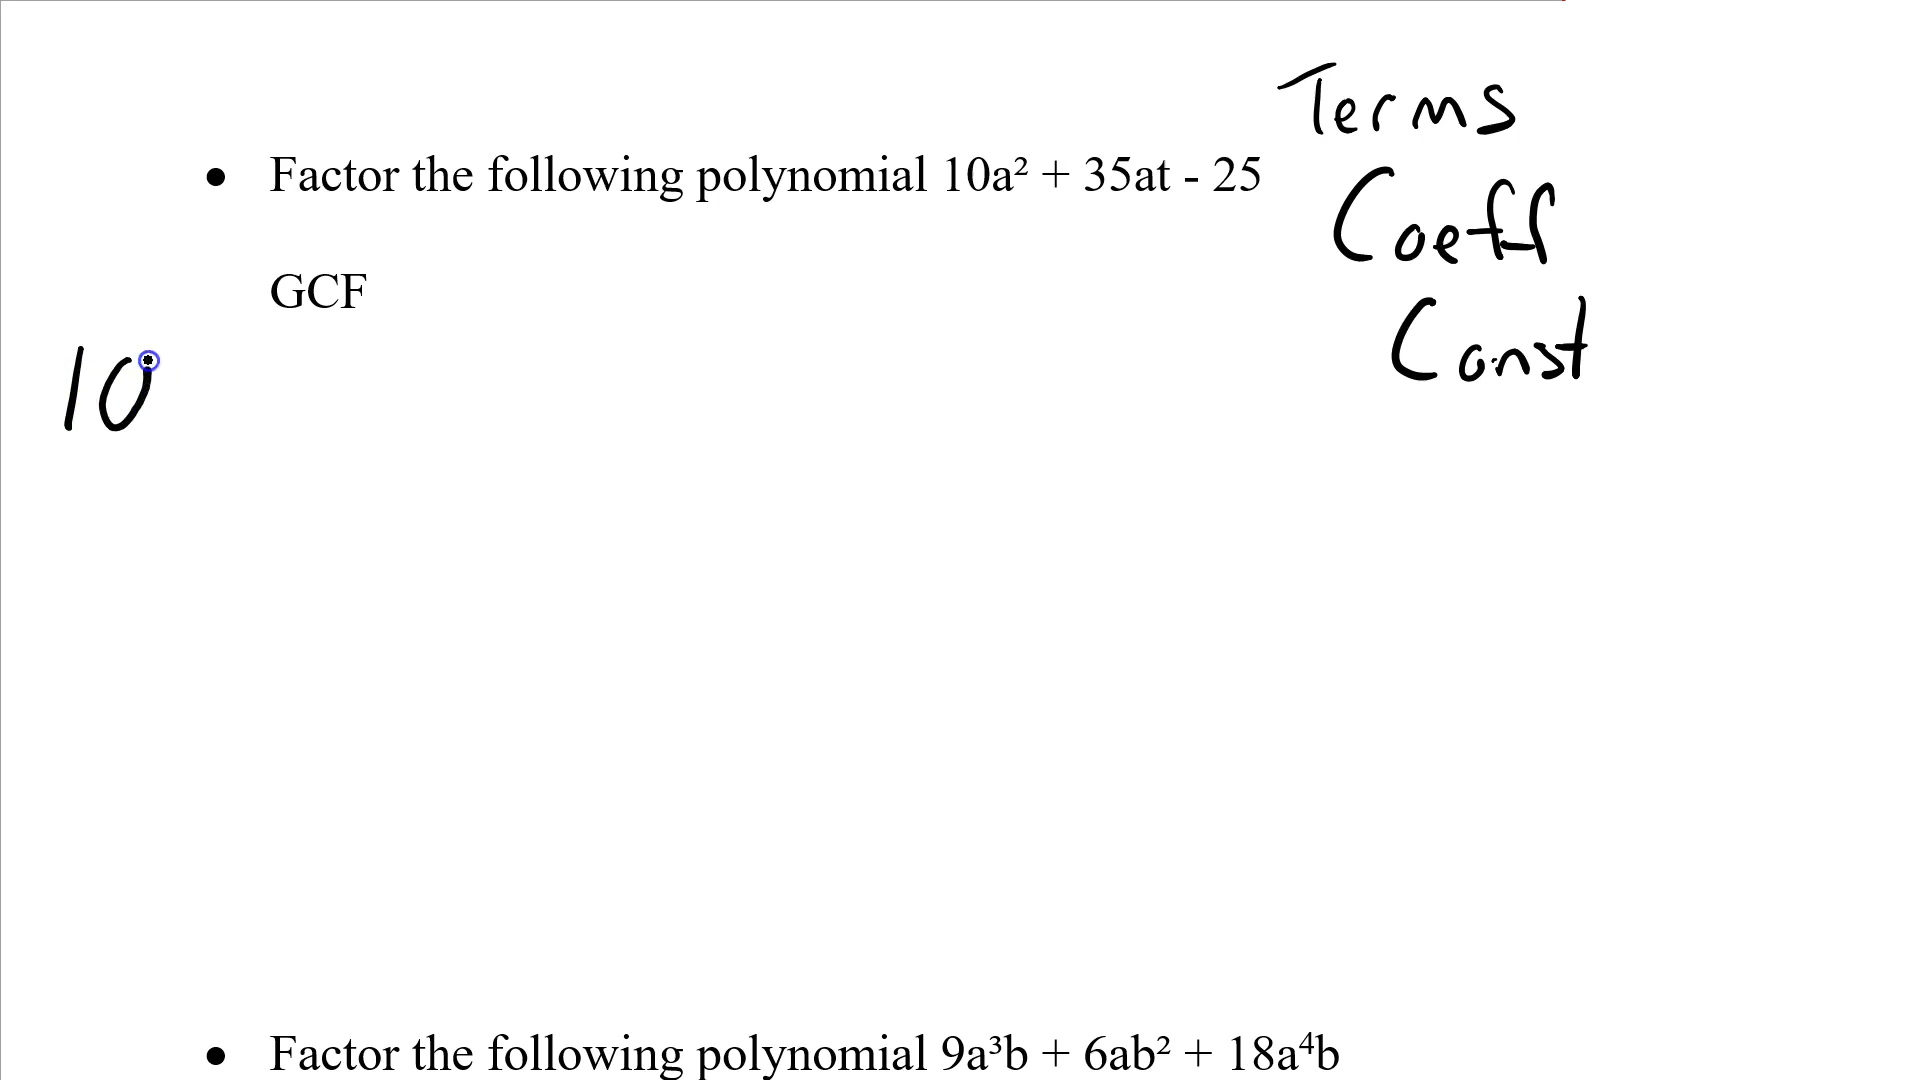 Terms
• Factor the following polynomial 10a² + 35at - 25
Coeff
GCF
Const
10
• Factor the following polynomial 9a³b + 6ab² + 18a⁴b